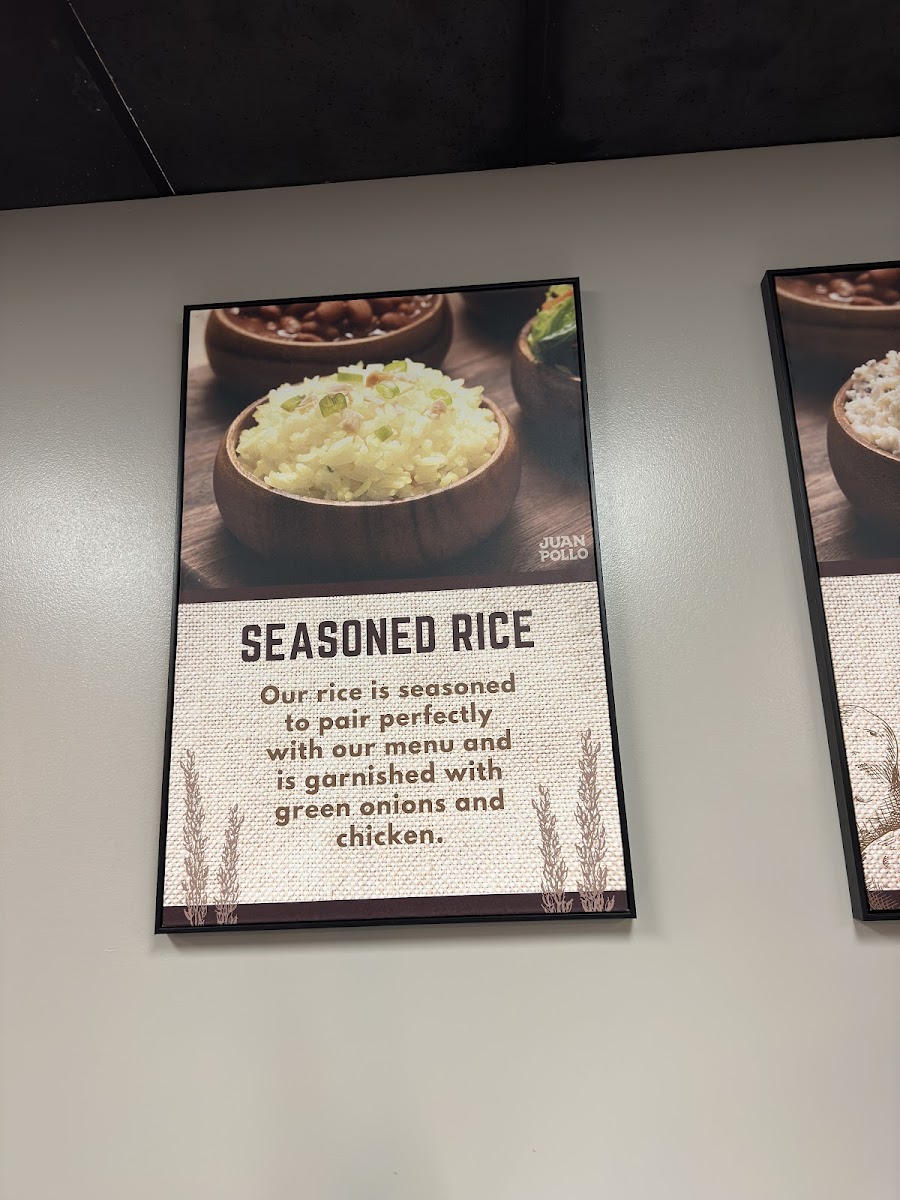 JUAN
POLLO
SEASONED RICE
Our rice is seasoned
to pair perfectly
with our menu and
is garnished with
green onions and
chicken.